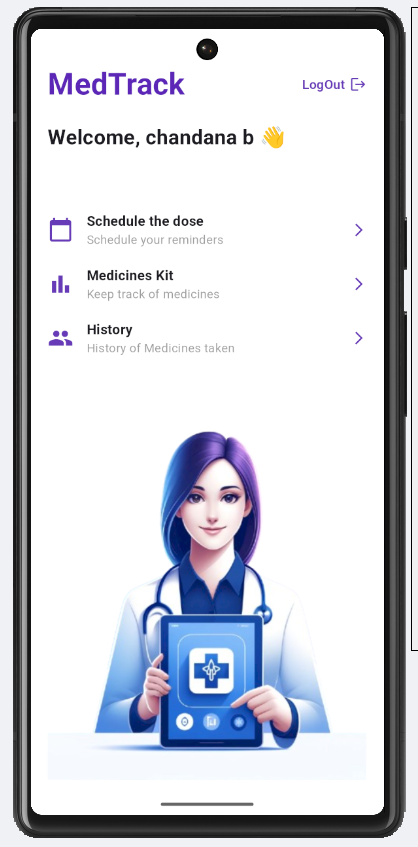 MedTrack
LogOut
Welcome, chandana b 👋
Schedule the dose
Schedule your reminders
Medicines Kit
Keep track of medicines
History
History of Medicines taken